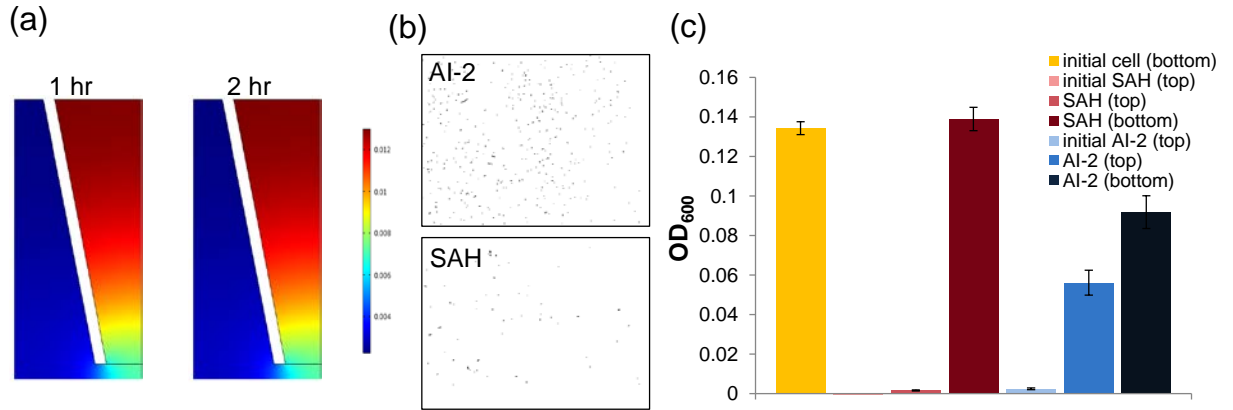 (a)
1 hr
2 hr
0.012
0.01
0.008
0.006
0.004
(b)
AI-2
SAH
(c)
OD600
0.16
0.14
0.12
0.1
0.08
0.06
0.04
0.02
0
initial cell (bottom)
initial SAH (top)
SAH (top)
SAH (bottom)
initial AI-2 (top)
AI-2 (top)
AI-2 (bottom)